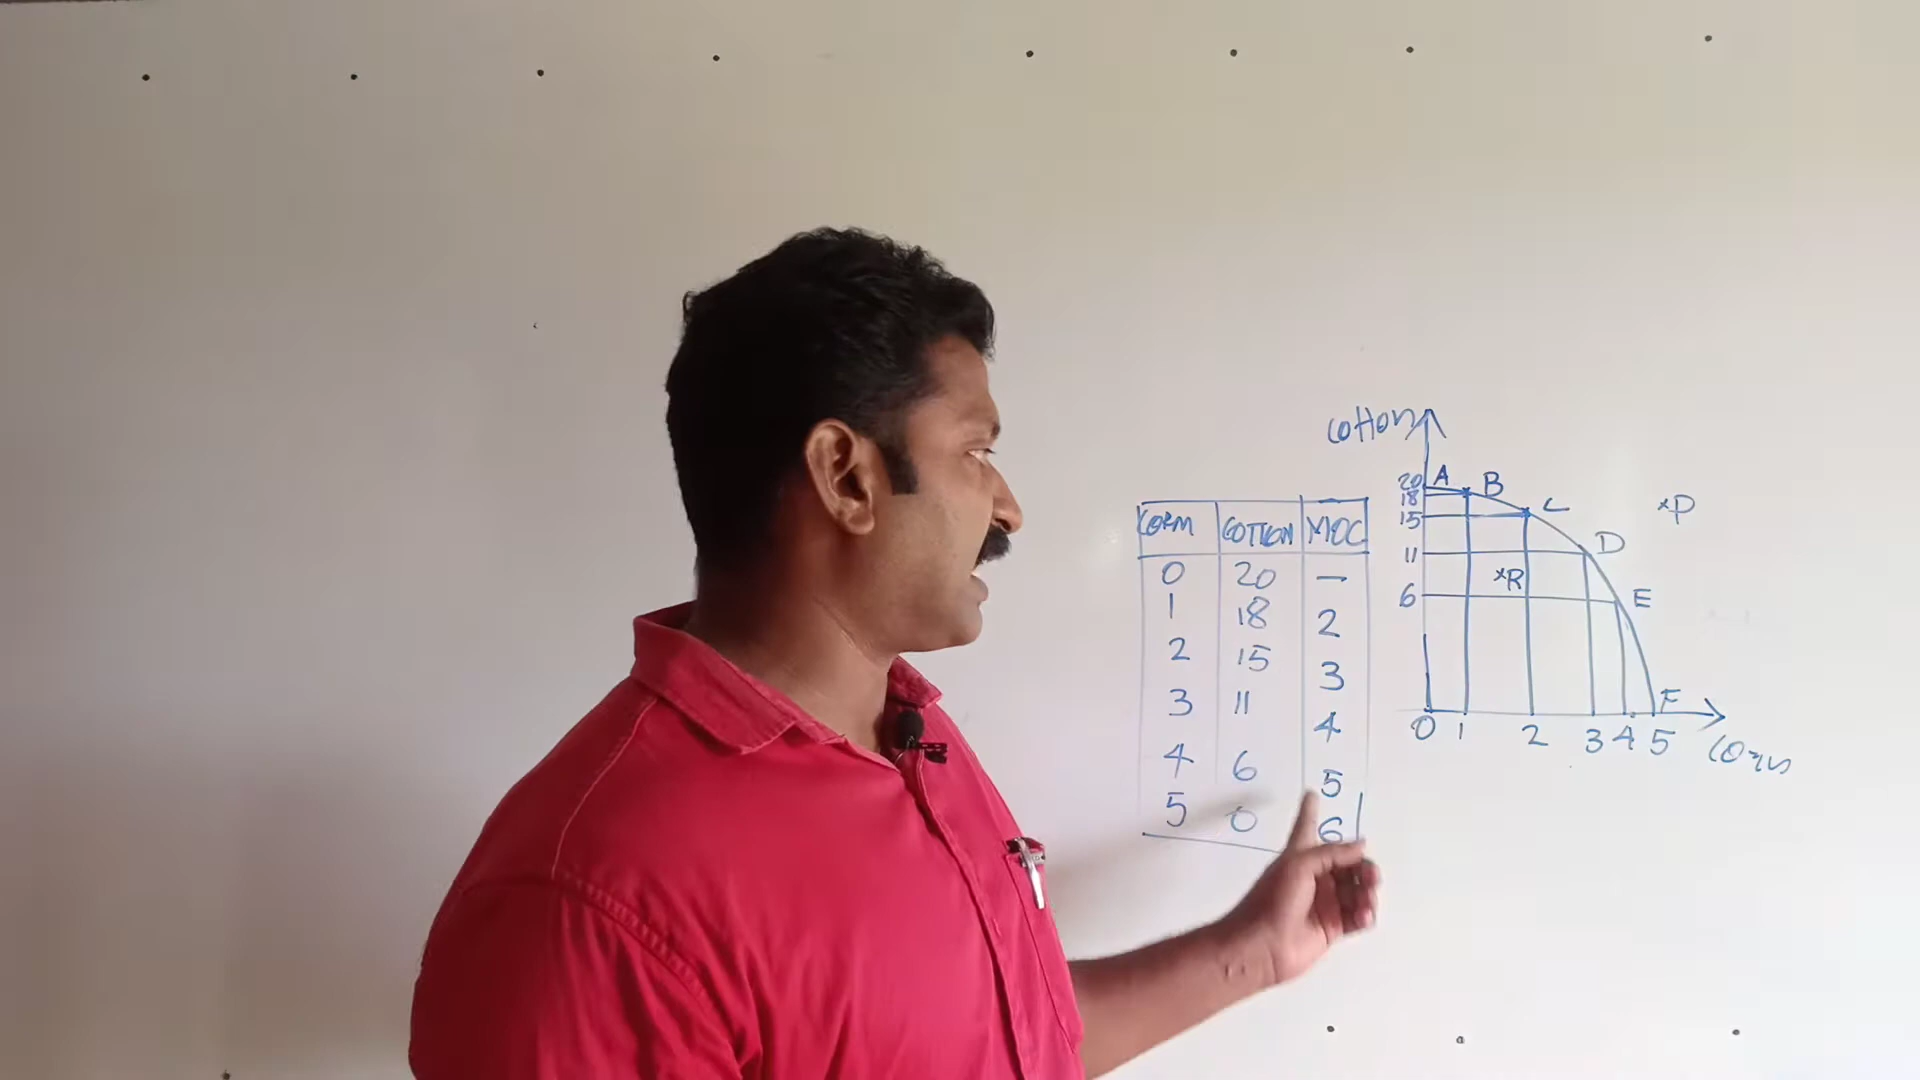 CORM COTTON MOC
0 20 —
1 18 2
2 15 3
3 11 4
4 6 5
5 0 6
Cotton
20 A B
18
15 C
11 D
6 E
R
P
F
0 1 2 3 4 5
Corn